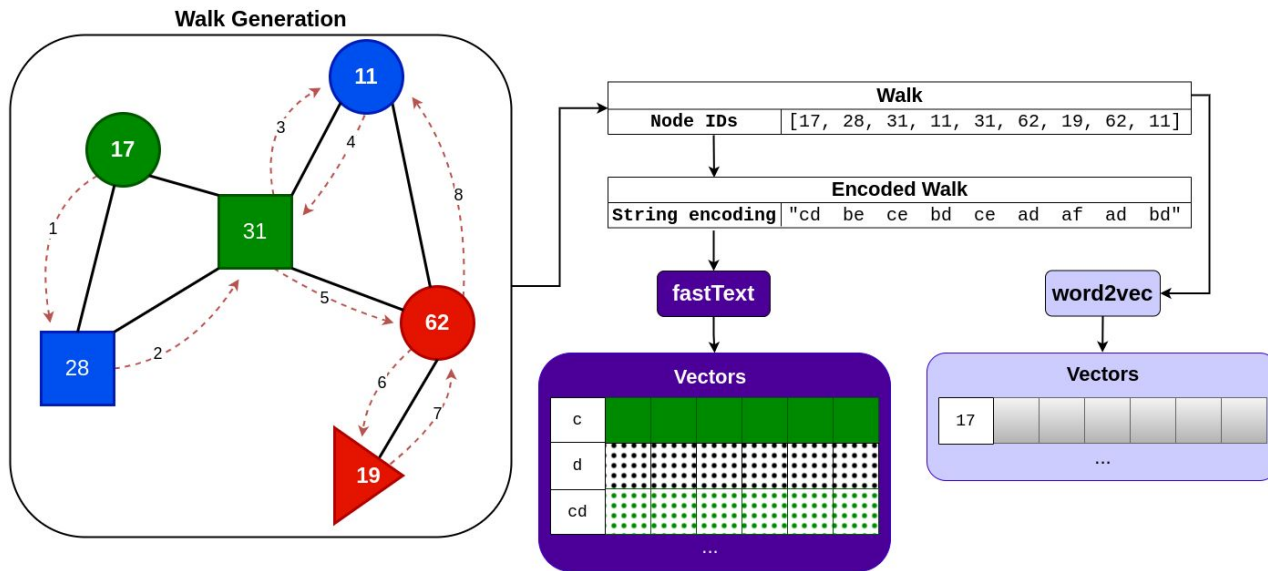 Walk Generation
11
17
3
4
8
1
31
5
62
2
28
6
7
19
Walk
Node IDs [17, 28, 31, 11, 31, 62, 19, 62, 11]
Encoded Walk
String encoding "cd be ce bd ce ad af ad bd"
fastText
word2vec
Vectors
c
d
cd
...
Vectors
17
...